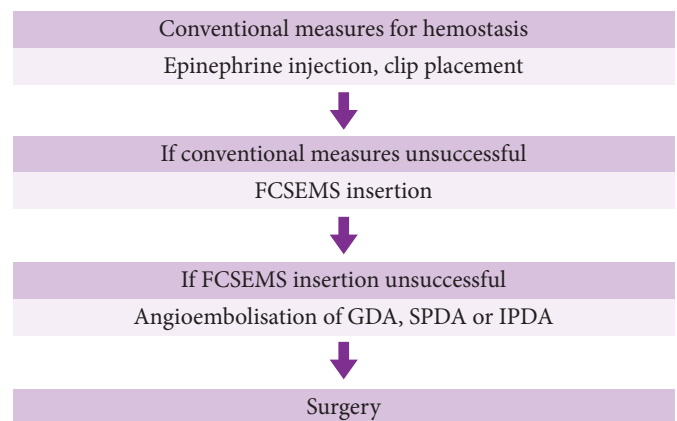 Conventional measures for hemostasis
Epinephrine injection, clip placement
If conventional measures unsuccessful
FCSEMS insertion
If FCSEMS insertion unsuccessful
Angioembolisation of GDA, SPDA or IPDA
Surgery